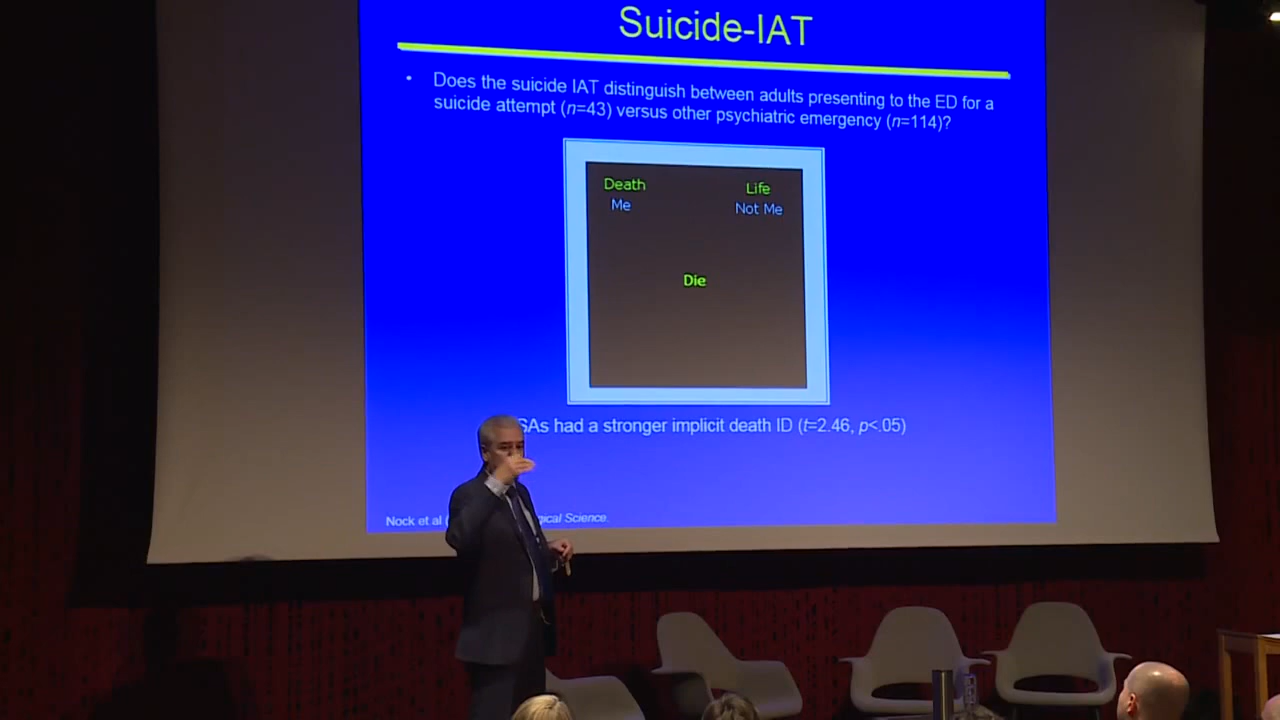 Suicide-IAT
• Does the suicide IAT distinguish between adults presenting to the ED for a
suicide attempt (n=43) versus other psychiatric emergency (n=114)?
Death Life
Me Not Me
Die
SAs had a stronger implicit death ID (t=2.46, p<.05)
Nock et al Science.